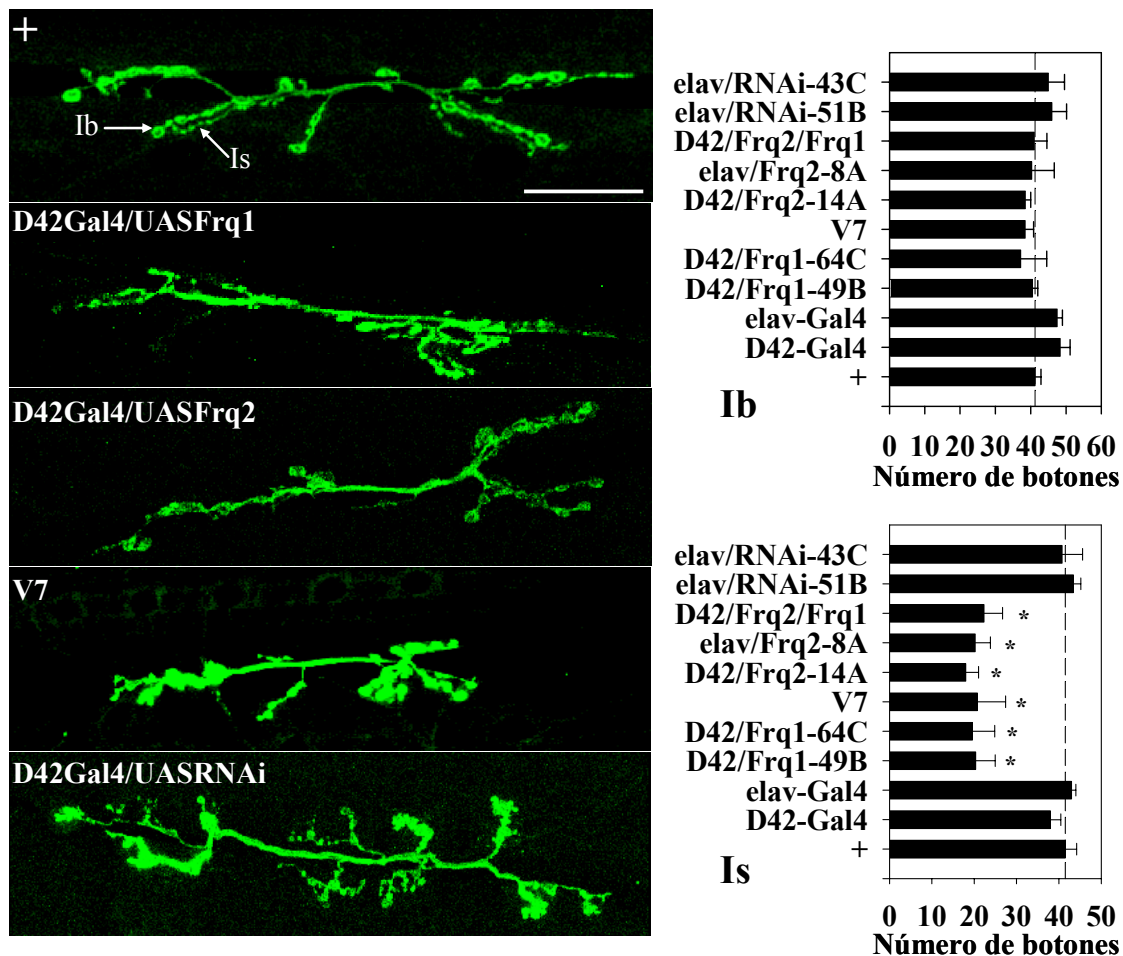 +
Ib
Is
D42Gal4/UASFrq1
D42Gal4/UASFrq2
V7
D42Gal4/UASRNAi
elav/RNAi-43C
elav/RNAi-51B
D42/Frq2/Frq1
elav/Frq2-8A
D42/Frq2-14A
V7
D42/Frq1-64C
D42/Frq1-49B
elav-Gal4
D42-Gal4
+
Ib
0 10 20 30 40 50 60
Número de botones
elav/RNAi-43C
elav/RNAi-51B
D42/Frq2/Frq1 *
elav/Frq2-8A *
D42/Frq2-14A *
V7 *
D42/Frq1-64C *
D42/Frq1-49B *
elav-Gal4
D42-Gal4
+
Is
0 10 20 30 40 50
Número de botones